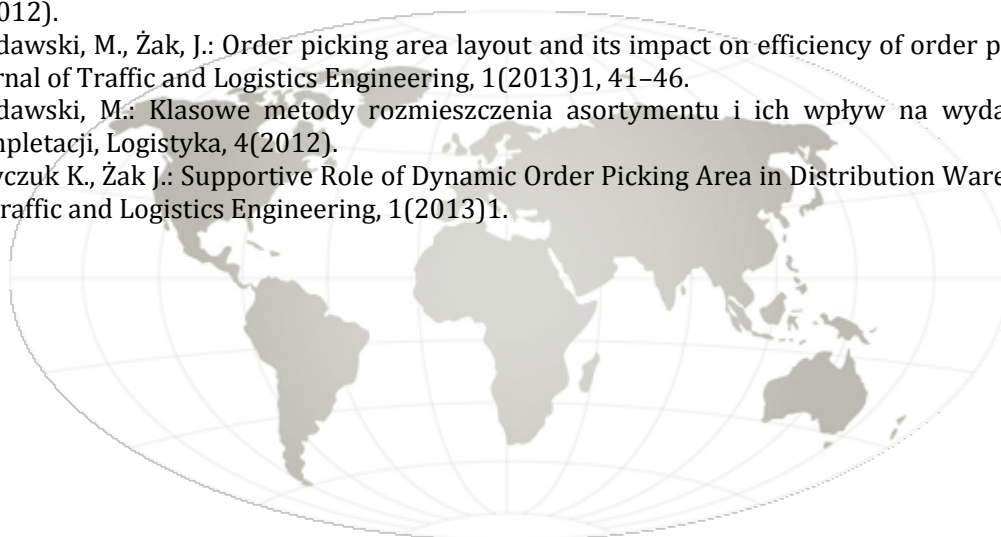 012).
dawski, M., Żak, J.: Order picking area layout and its impact on efficiency of order p
rnal of Traffic and Logistics Engineering, 1(2013)1, 41–46.
dawski, M.: Klasowe metody rozmieszczenia asortymentu i ich wpływ na wyda
mpletacji, Logistyka, 4(2012).
yczuk K., Żak J.: Supportive Role of Dynamic Order Picking Area in Distribution Ware
raffic and Logistics Engineering, 1(2013)1.